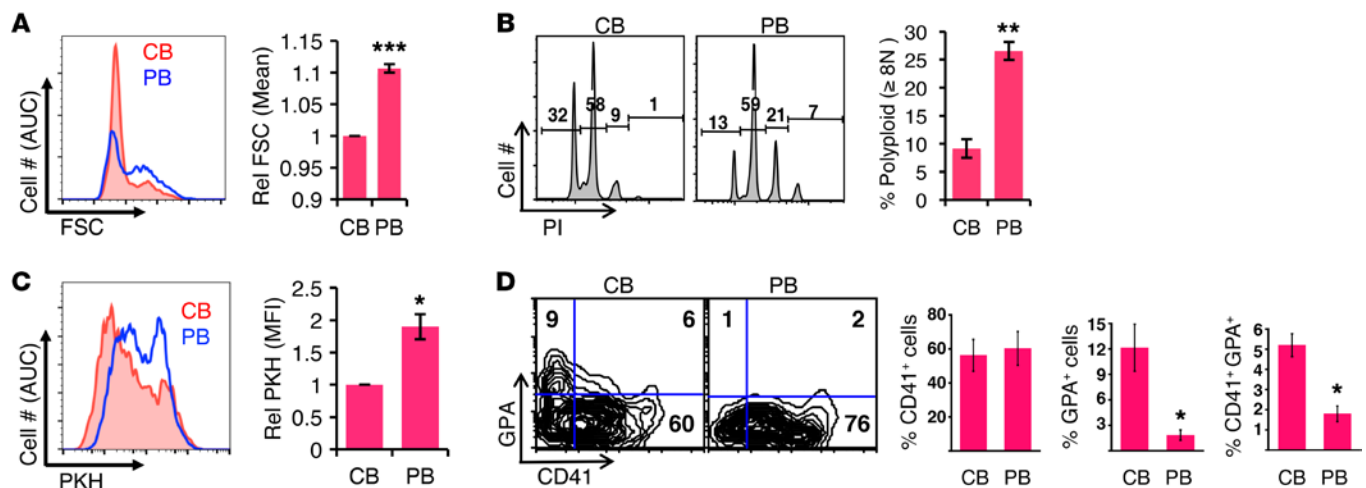 A
CB
PB
Cell # (AUC)
FSC
Rel FSC (Mean)
1.15
1.1
1.05
1
0.95
0.9
***
CB PB
B
CB
PB
Cell #
32
58
9
1
13
59
21
7
PI
% Polyploid (≥ 8N)
30
25
20
15
10
5
0
**
CB PB
C
CB
PB
Cell # (AUC)
PKH
Rel PKH (MFI)
2.5
2
1.5
1
0.5
0
*
CB PB
D
CB
PB
GPA
9
6
60
1
2
76
CD41
% CD41⁺ cells
80
60
40
20
CB PB
% GPA⁺ cells
15
12
9
6
3
*
CB PB
% CD41⁺ GPA⁺
6
5
4
3
2
1
*
CB PB